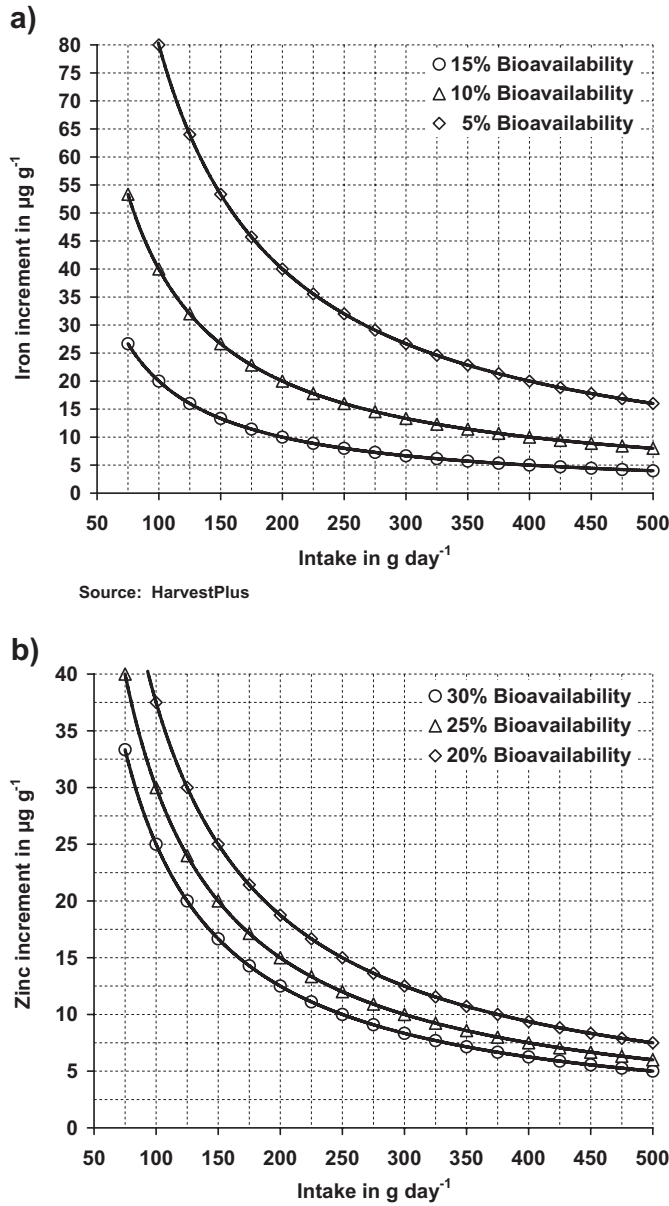 a)
80
75
70
65
60
55
50
45
40
35
30
25
20
15
10
5
0
Iron increment in µg g⁻¹
15% Bioavailability
10% Bioavailability
5% Bioavailability
50 100 150 200 250 300 350 400 450 500
Intake in g day⁻¹
Source: HarvestPlus
b)
40
35
30
25
20
15
10
5
0
Zinc increment in µg g⁻¹
30% Bioavailability
25% Bioavailability
20% Bioavailability
50 100 150 200 250 300 350 400 450 500
Intake in g day⁻¹